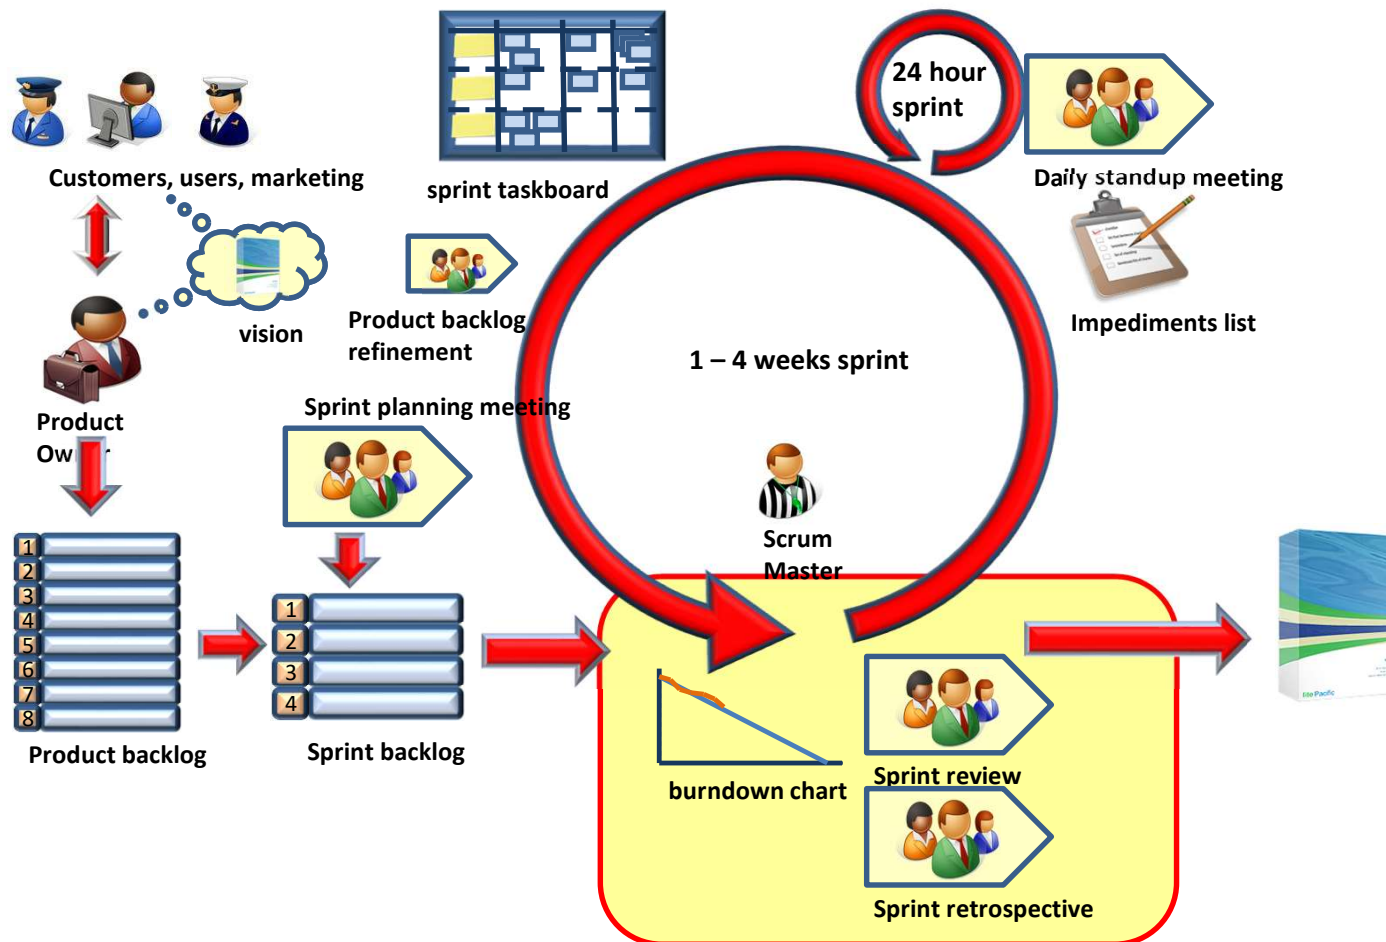 24 hour
sprint
Customers, users, marketing
sprint taskboard
Daily standup meeting
vision
Product backlog
refinement
Impediments list
1 – 4 weeks sprint
Product
Owner
Sprint planning meeting
Scrum
Master
1
2
3
4
5
6
7
8
1
2
3
4
Product backlog
Sprint backlog
burndown chart
Sprint review
Sprint retrospective